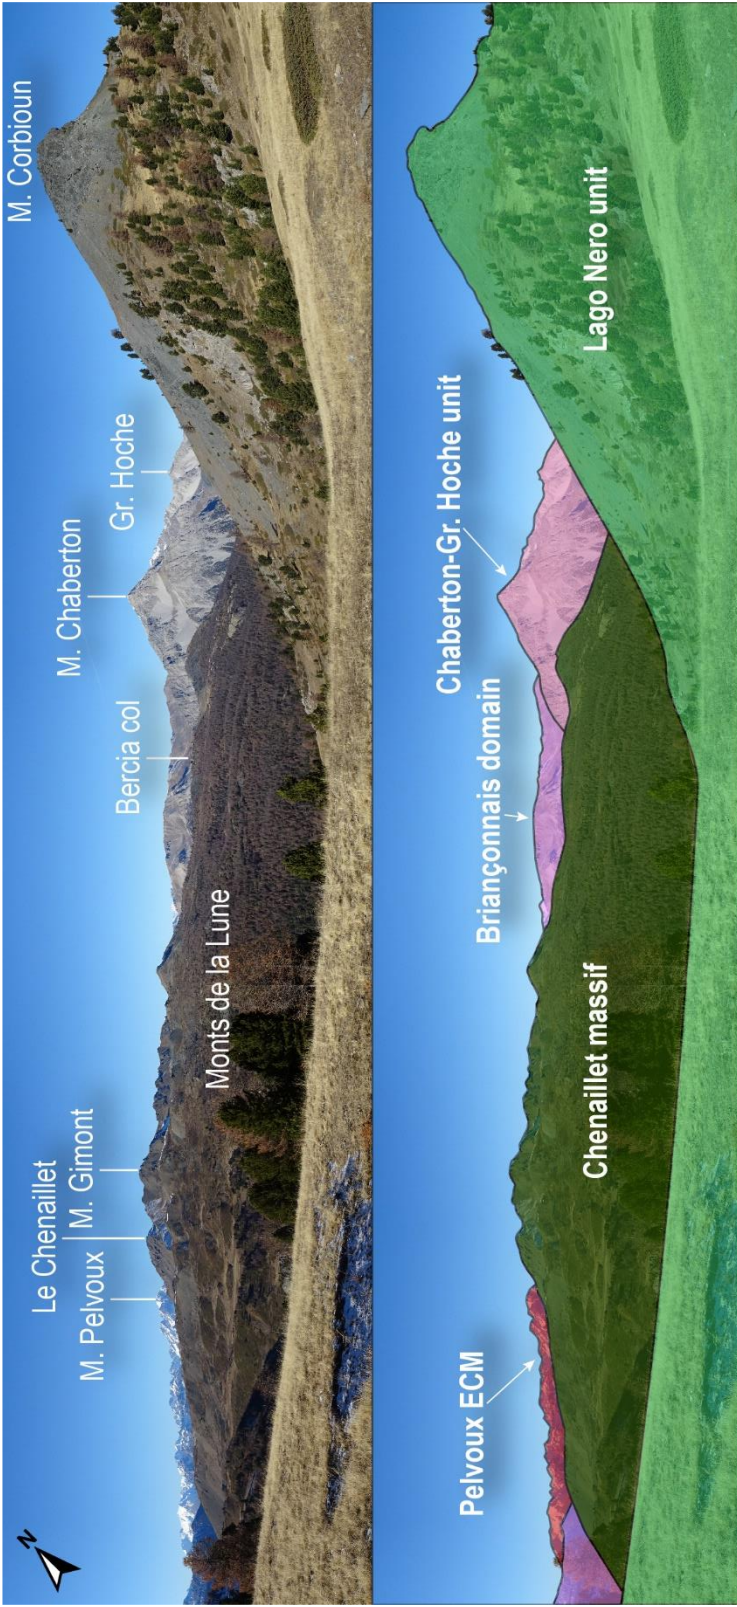 N
Le Chenaillet
M. Pelvoux
M. Gimont
Monts de la Lune
Bercia col
M. Chaberton
Gr. Hoche
M. Corbioun
Pelvoux ECM
Chenaillet massif
Briançonnais domain
Chaberton-Gr. Hoche unit
Lago Nero unit